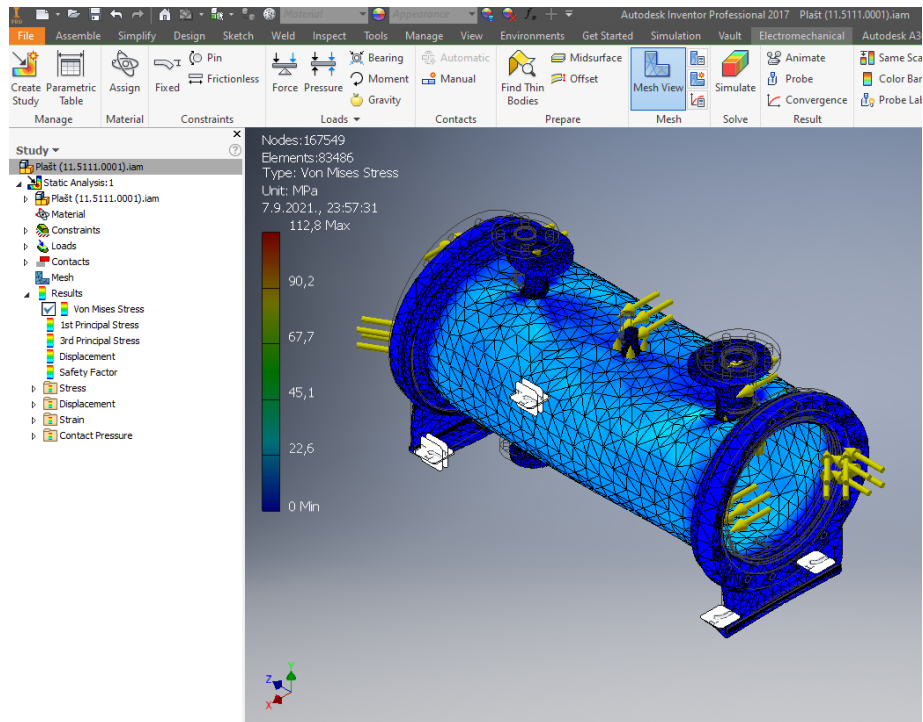 I
PRO
Material
Appearance
Autodesk Inventor Professional 2017 Plašt (11.5111.0001).iam
File Assemble Simplify Design Sketch Weld Inspect Tools Manage View Environments Get Started Simulation Vault Electromechanical Autodesk A3
Create Study
Parametric Table
Assign
Fixed
Pin
Frictionless
Force
Pressure
Bearing
Moment
Gravity
Automatic
Manual
Find Thin Bodies
Midsurface
Offset
Mesh View
Simulate
Animate
Probe
Convergence
Same Sca
Color Bar
Probe Lab
Manage Material Constraints Loads Contacts Prepare Mesh Solve Result
Study
Plašt (11.5111.0001).iam
Static Analysis:1
Plašt (11.5111.0001).iam
Material
Constraints
Loads
Contacts
Mesh
Results
Von Mises Stress
1st Principal Stress
3rd Principal Stress
Displacement
Safety Factor
Stress
Displacement
Strain
Contact Pressure
Nodes:167549
Elements:83486
Type: Von Mises Stress
Unit: MPa
7.9.2021., 23:57:31
112,8 Max
90,2
67,7
45,1
22,6
0 Min
Z
Y
X